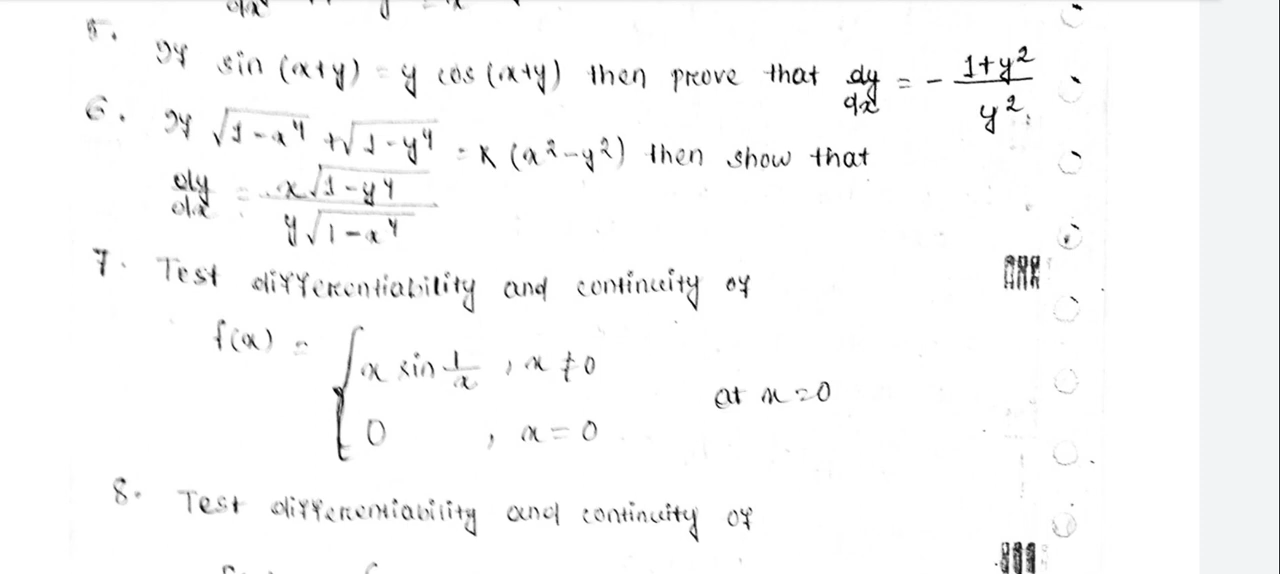 5. If sin (x+y) = y cos (x+y) then prove that dy/dx = - (1+y²)/y².
6. If √(1-x⁴) + √(1-y⁴) = K (x²-y²) then show that
dy/dx = x√(1-y⁴) / y√(1-x⁴)
7. Test differentiability and continuity of
f(x) = { x sin 1/x , x ≠ 0
at x=0
0 , x = 0
8. Test differentiability and continuity of